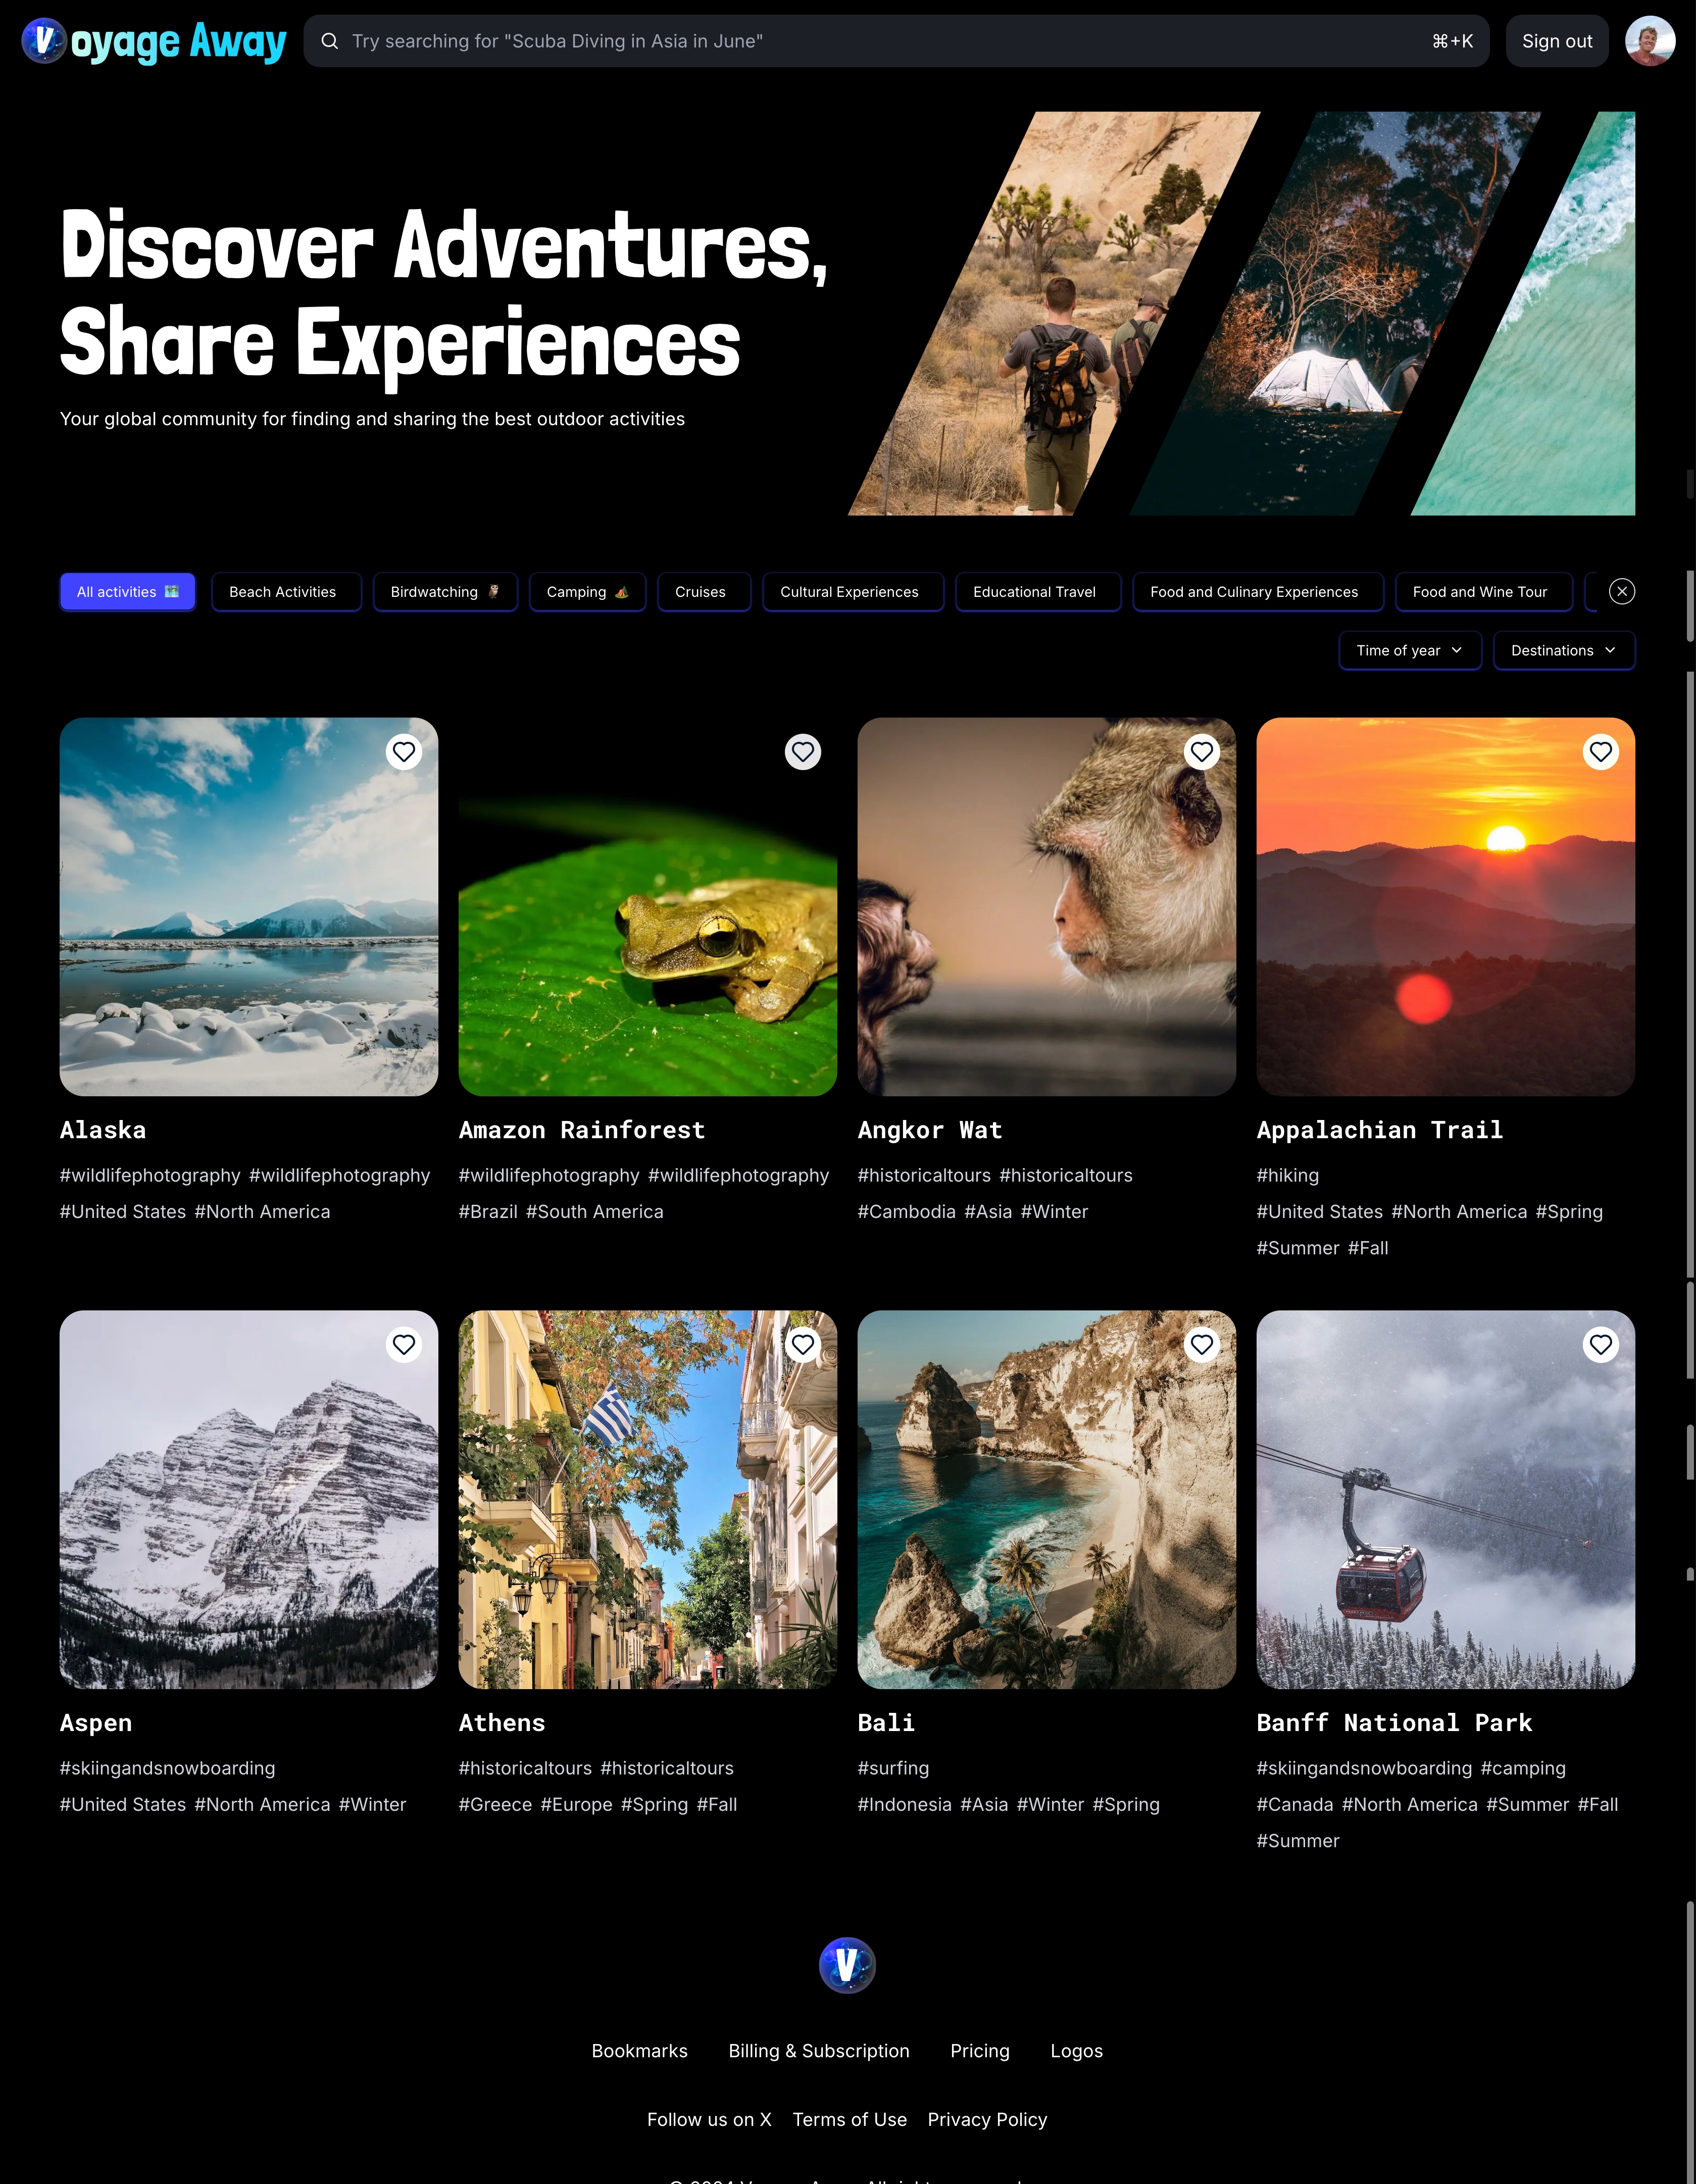 Voyage Away
Try searching for "Scuba Diving in Asia in June"
⌘+K
Sign out
Discover Adventures,
Share Experiences
Your global community for finding and sharing the best outdoor activities
All activities
Beach Activities
Birdwatching
Camping
Cruises
Cultural Experiences
Educational Travel
Food and Culinary Experiences
Food and Wine Tour
Time of year
Destinations
Alaska
#wildlifephotography #wildlifephotography
#United States #North America
Amazon Rainforest
#wildlifephotography #wildlifephotography
#Brazil #South America
Angkor Wat
#historicaltours #historicaltours
#Cambodia #Asia #Winter
Appalachian Trail
#hiking
#United States #North America #Spring
#Summer #Fall
Aspen
#skiingandsnowboarding
#United States #North America #Winter
Athens
#historicaltours #historicaltours
#Greece #Europe #Spring #Fall
Bali
#surfing
#Indonesia #Asia #Winter #Spring
Banff National Park
#skiingandsnowboarding #camping
#Canada #North America #Summer #Fall
#Summer
V
Bookmarks
Billing & Subscription
Pricing
Logos
Follow us on X
Terms of Use
Privacy Policy